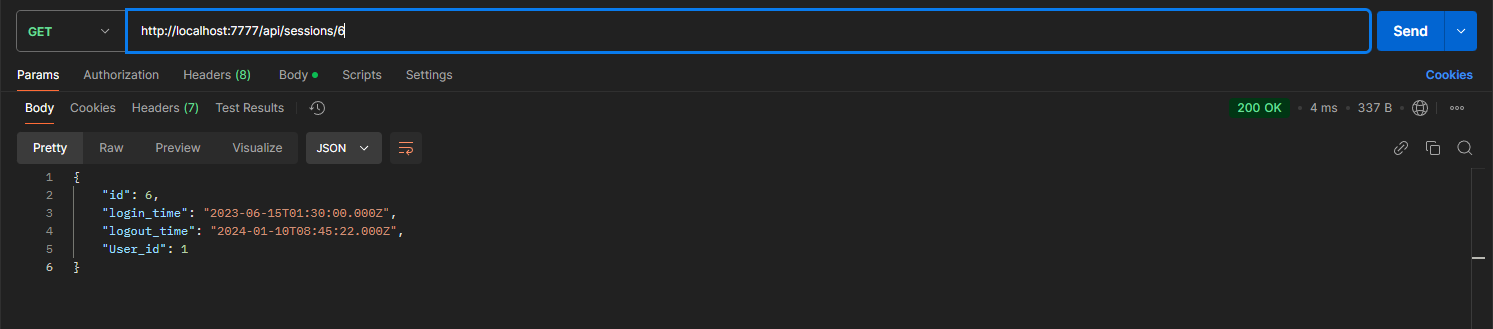 GET http://localhost:7777/api/sessions/6 Send
Params Authorization Headers (8) Body Scripts Settings Cookies
Body Cookies Headers (7) Test Results 200 OK • 4 ms • 337 B •
Pretty Raw Preview Visualize JSON
1 {
2 "id": 6,
3 "login_time": "2023-06-15T01:30:00.000Z",
4 "logout_time": "2024-01-10T08:45:22.000Z",
5 "User_id": 1
6 }